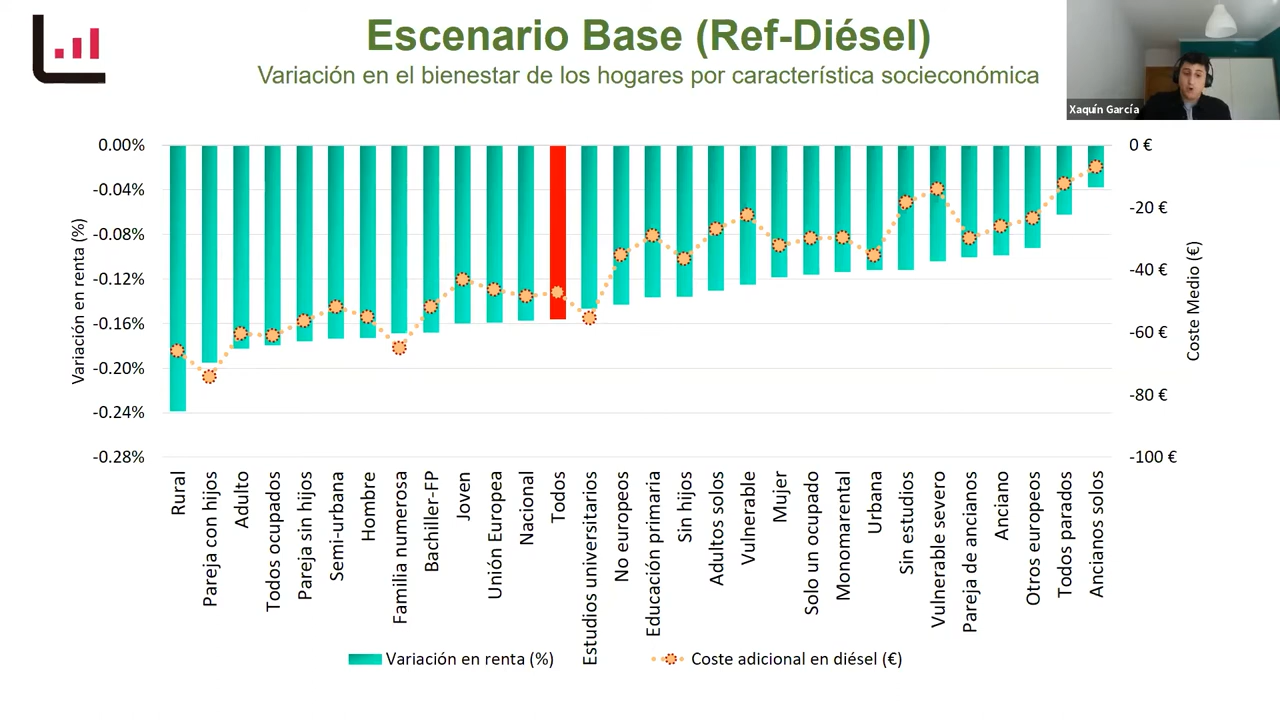 Escenario Base (Ref-Diésel)
Variación en el bienestar de los hogares por característica socieconómica
Xaquín García
0.00%
-0.04%
-0.08%
-0.12%
-0.16%
-0.20%
-0.24%
-0.28%
Variación en renta (%)
0 €
-20 €
-40 €
-60 €
-80 €
-100 €
Coste Medio (€)
Rural
Pareja con hijos
Adulto
Todos ocupados
Pareja sin hijos
Semi-urbana
Hombre
Familia numerosa
Bachiller-FP
Joven
Unión Europea
Nacional
Todos
Estudios universitarios
No europeos
Educación primaria
Sin hijos
Adultos solos
Vulnerable
Mujer
Solo un ocupado
Monomarental
Urbana
Sin estudios
Vulnerable severo
Pareja de ancianos
Anciano
Otros europeos
Todos parados
Ancianos solos
Variación en renta (%)
Coste adicional en diésel (€)